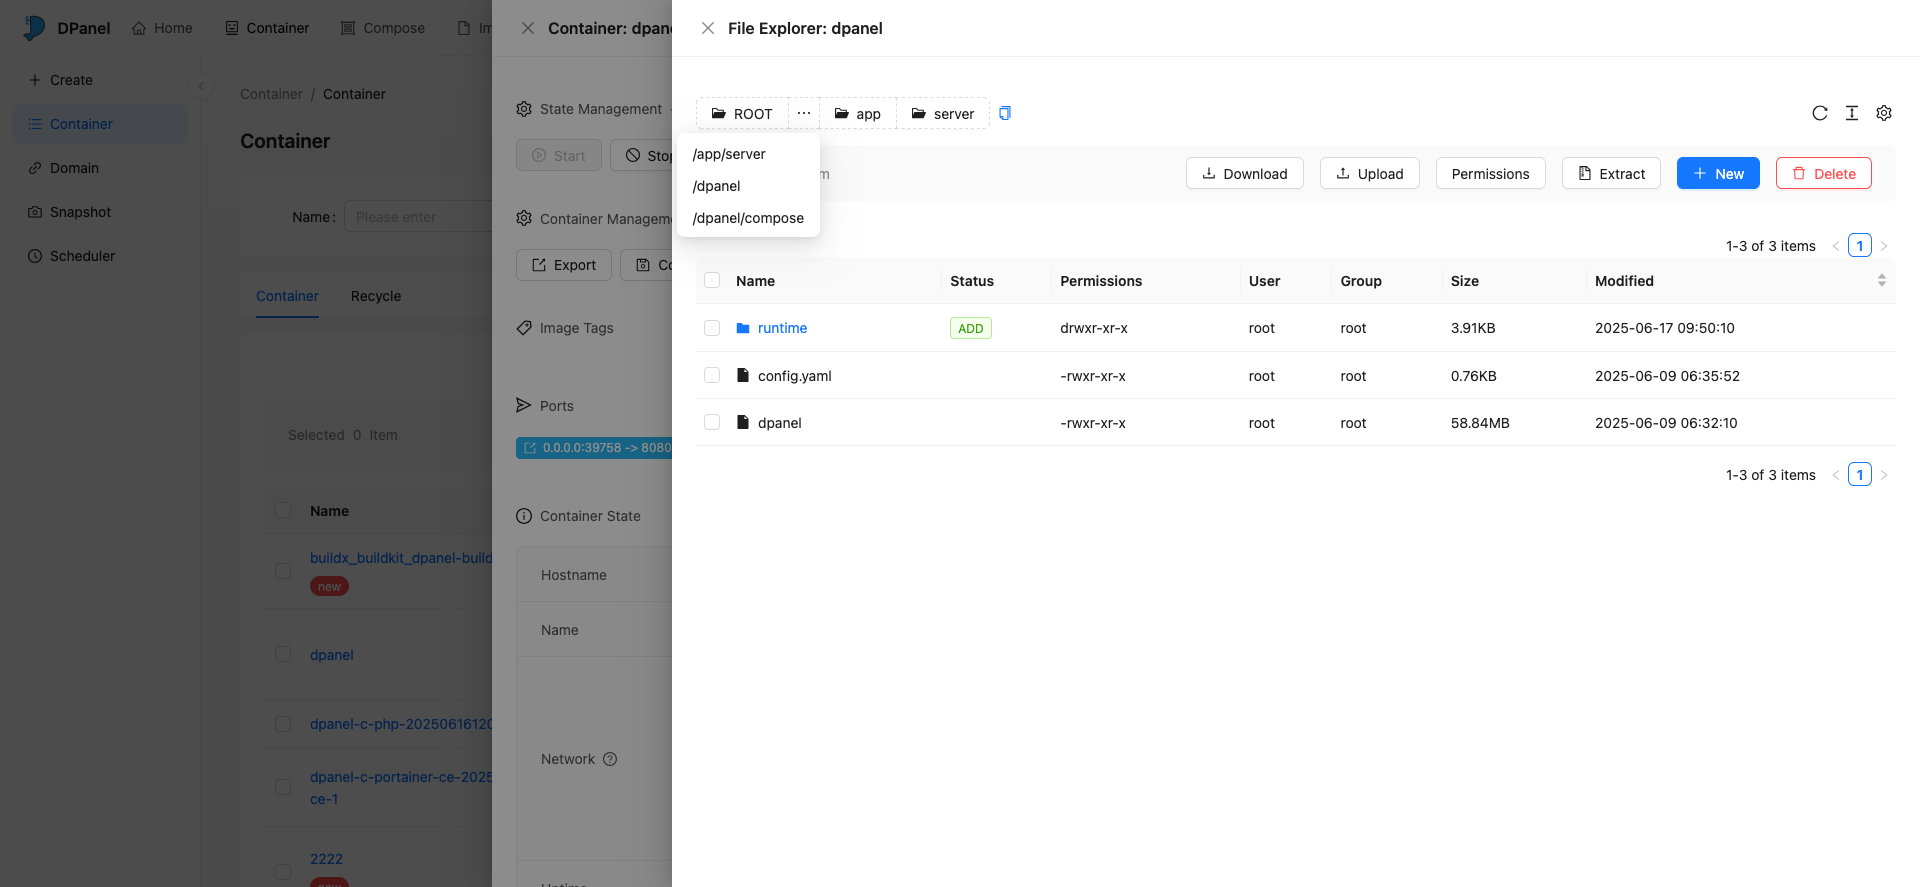 DPanel
Home
Container
Compose
Create
Container
Domain
Snapshot
Scheduler
Container / Container
Container
Name :
Please enter
Container
Recycle
Selected 0 Item
Name
buildx_buildkit_dpanel-build
new
dpanel
dpanel-c-php-2025061612
dpanel-c-portainer-ce-2025
ce-1
2222
Container:
State Management
Start
Container
Export
Image Tags
Ports
0.0.0.0:39758 -> 8080
Container State
Hostname
Name
Network
File Explorer: dpanel
ROOT
···
app
server
/app/server
/dpanel
/dpanel/compose
Download
Upload
Permissions
Extract
New
Delete
1-3 of 3 items
1
Name Status Permissions User Group Size Modified
runtime ADD drwxr-xr-x root root 3.91KB 2025-06-17 09:50:10
config.yaml -rwxr-xr-x root root 0.76KB 2025-06-09 06:35:52
dpanel -rwxr-xr-x root root 58.84MB 2025-06-09 06:32:10
1-3 of 3 items
1